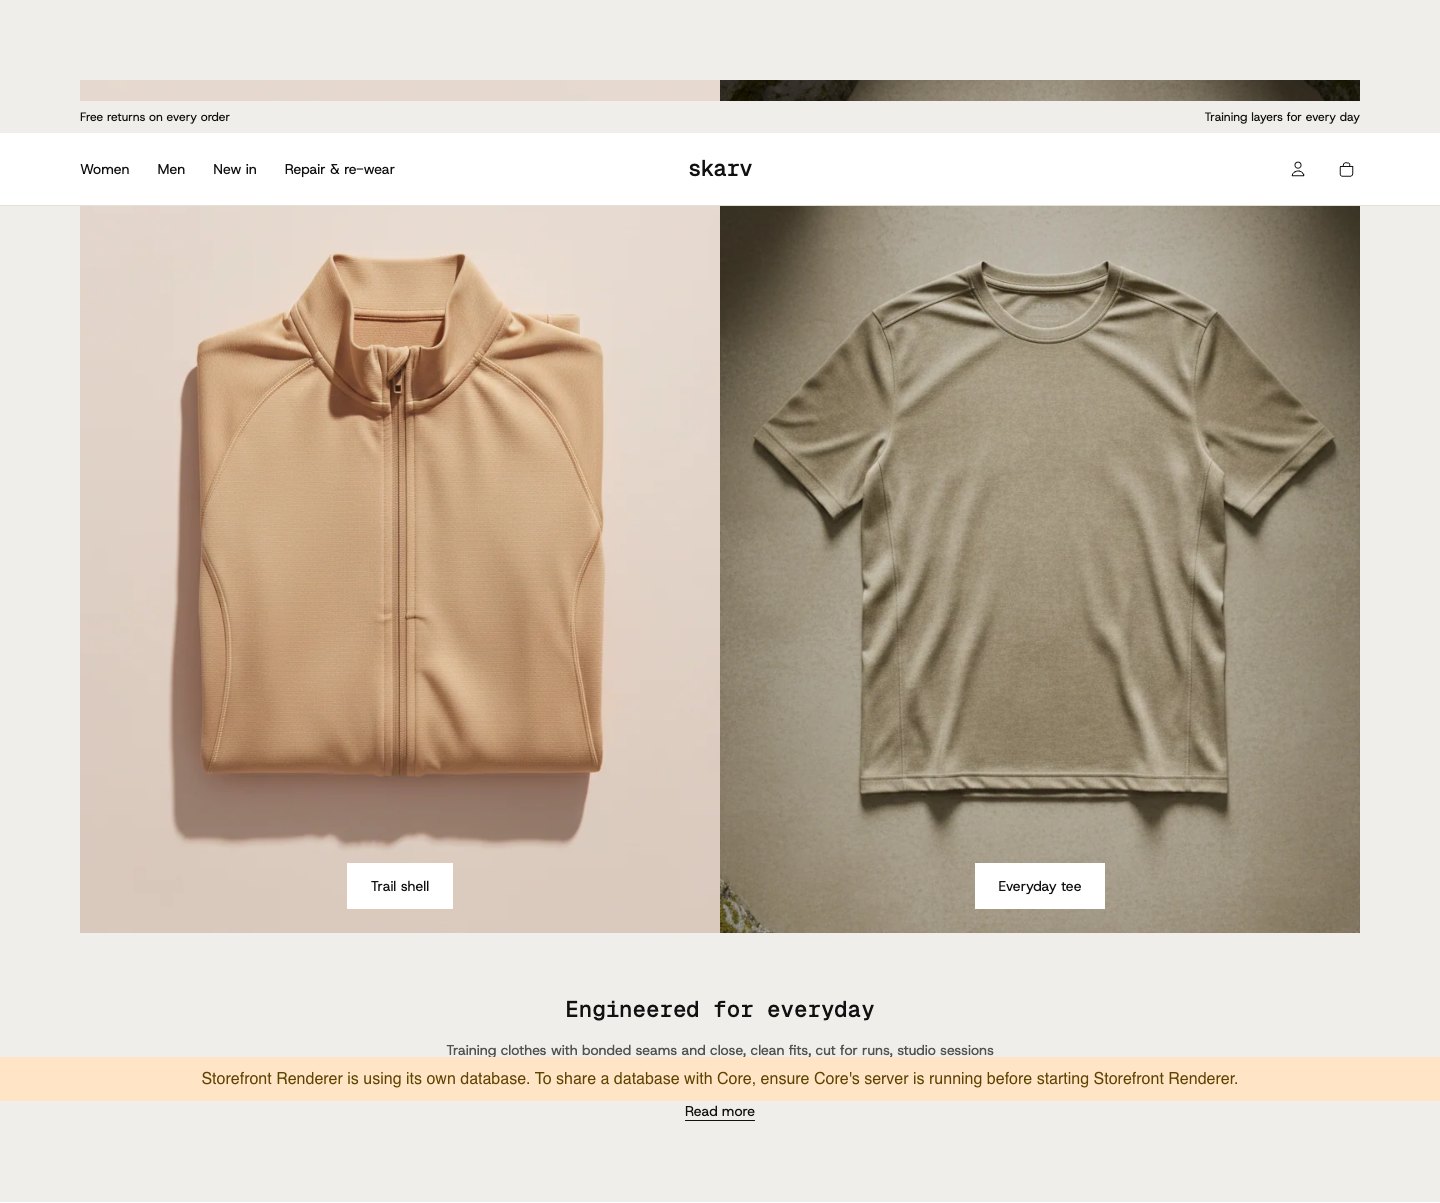 Free returns on every order
Training layers for every day
Women Men New in Repair & re-wear
skarv
Trail shell
Everyday tee
Engineered for everyday
Training clothes with bonded seams and close, clean fits, cut for runs, studio sessions
Storefront Renderer is using its own database. To share a database with Core, ensure Core's server is running before starting Storefront Renderer.
Read more